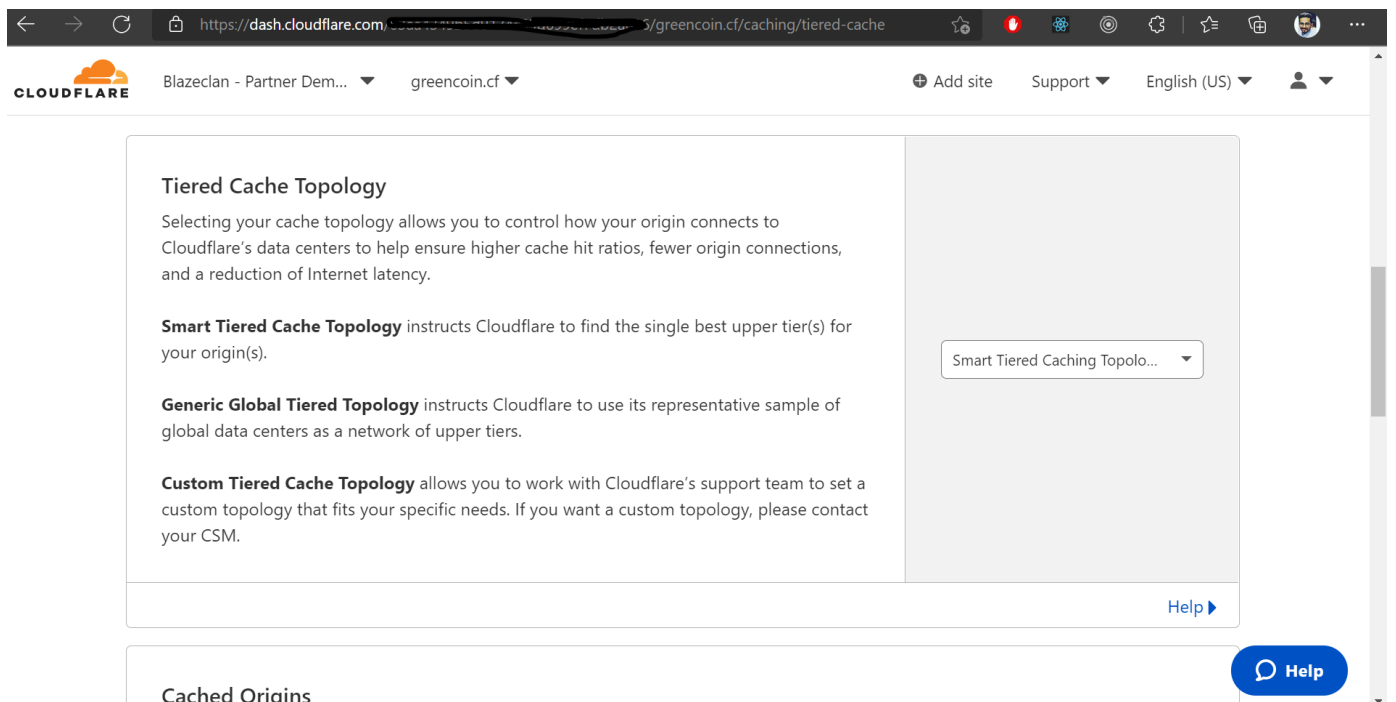 https://dash.cloudflare.com/ /greencoin.cf/caching/tiered-cache
CLOUDFLARE
Blazeclan - Partner Dem...
greencoin.cf
Add site
Support
English (US)
Tiered Cache Topology
Selecting your cache topology allows you to control how your origin connects to
Cloudflare's data centers to help ensure higher cache hit ratios, fewer origin connections,
and a reduction of Internet latency.
Smart Tiered Cache Topology instructs Cloudflare to find the single best upper tier(s) for
your origin(s).
Generic Global Tiered Topology instructs Cloudflare to use its representative sample of
global data centers as a network of upper tiers.
Custom Tiered Cache Topology allows you to work with Cloudflare's support team to set a
custom topology that fits your specific needs. If you want a custom topology, please contact
your CSM.
Smart Tiered Caching Topolo...
Help
Cached Origins
Help